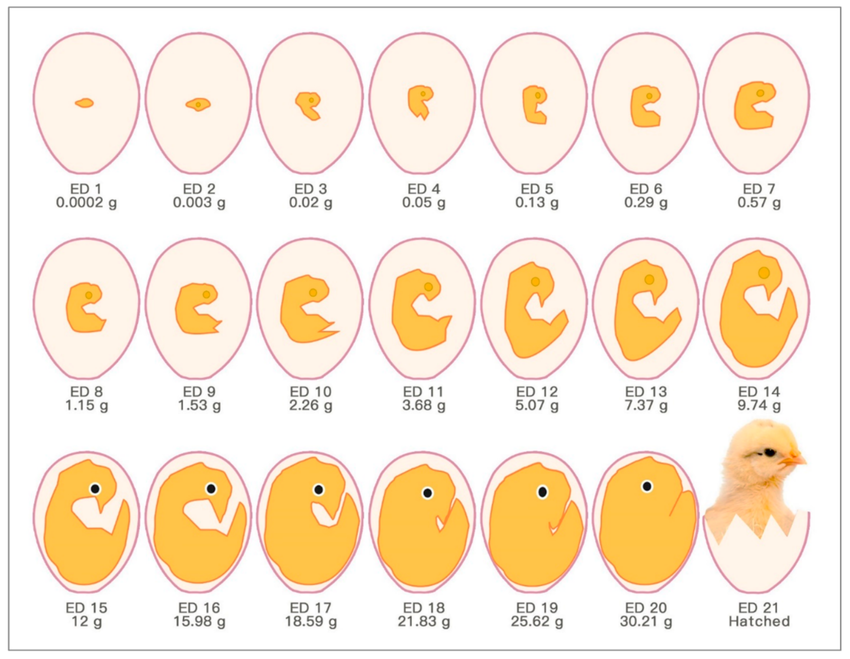 ED 1
0.0002 g
ED 2
0.003 g
ED 3
0.02 g
ED 4
0.05 g
ED 5
0.13 g
ED 6
0.29 g
ED 7
0.57 g
ED 8
1.15 g
ED 9
1.53 g
ED 10
2.26 g
ED 11
3.68 g
ED 12
5.07 g
ED 13
7.37 g
ED 14
9.74 g
ED 15
12 g
ED 16
15.98 g
ED 17
18.59 g
ED 18
21.83 g
ED 19
25.62 g
ED 20
30.21 g
ED 21
Hatched